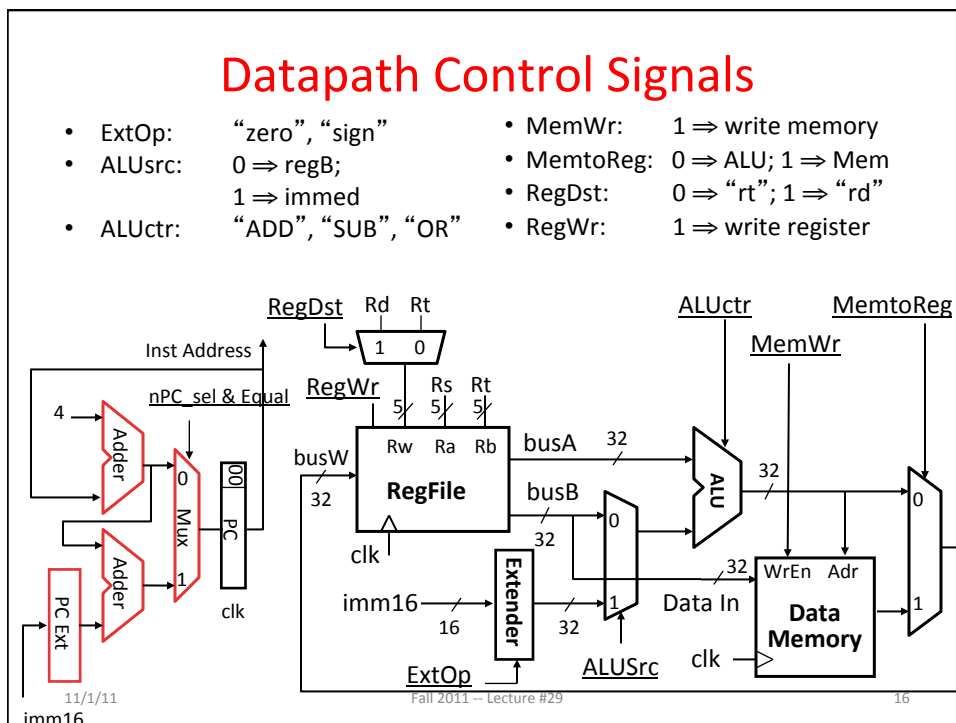 Datapath Control Signals
• ExtOp: “zero”, “sign”
• ALUsrc: 0 ⇒ regB;
1 ⇒ immed
• ALUctr: “ADD”, “SUB”, “OR”
• MemWr: 1 ⇒ write memory
• MemtoReg: 0 ⇒ ALU; 1 ⇒ Mem
• RegDst: 0 ⇒ “rt”; 1 ⇒ “rd”
• RegWr: 1 ⇒ write register
Inst Address
nPC_sel & Equal
4
Adder
Adder
Mux
0
1
00
PC
clk
PC Ext
imm16
RegDst
Rd Rt
1 0
RegWr
Rs Rt
5 5 5
Rw Ra Rb
RegFile
busW
32
clk
busA
32
busB
32
imm16
16
Extender
32
ExtOp
0
1
ALUSrc
ALUctr
ALU
32
MemWr
32
Data In
WrEn Adr
Data
Memory
clk
MemtoReg
0
1
11/1/11
Fall 2011 -- Lecture #29
16